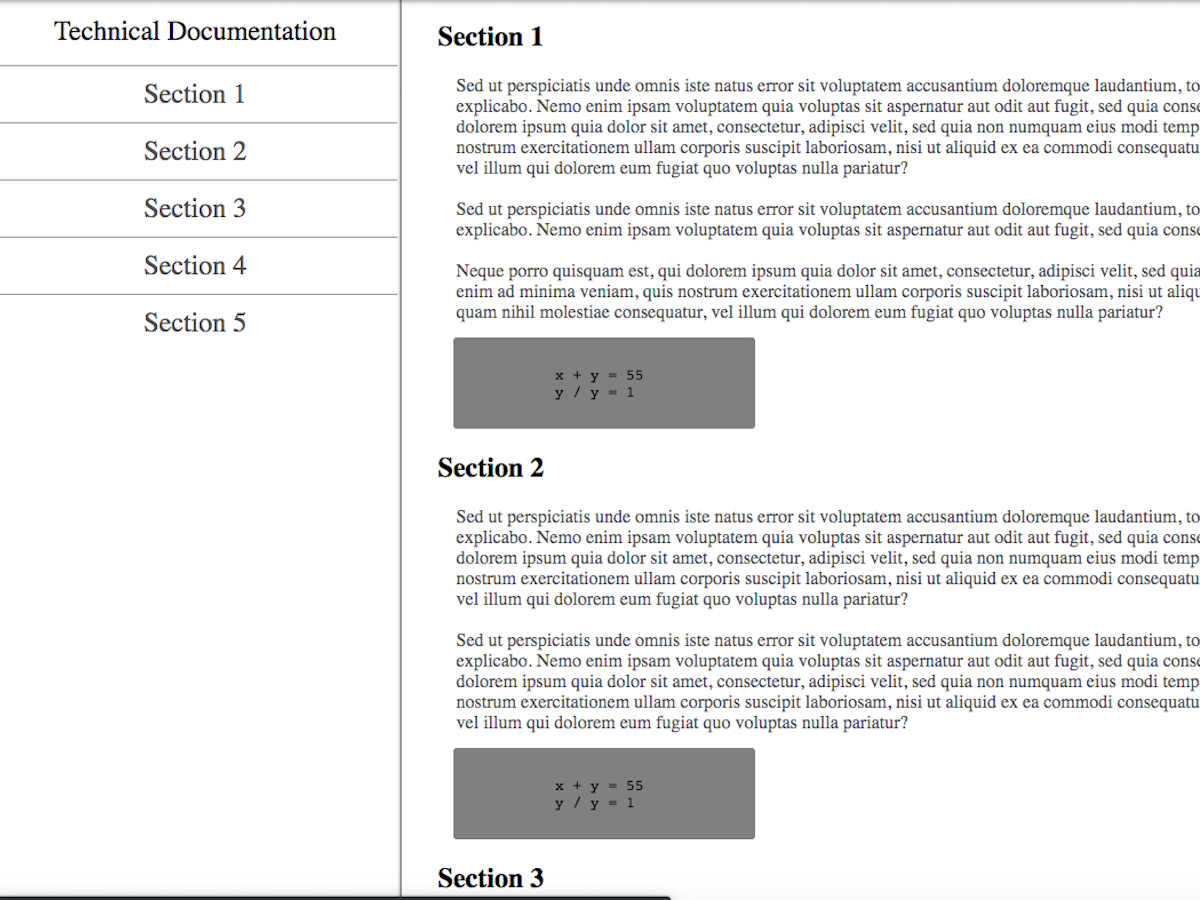 Technical Documentation
Section 1
Section 2
Section 3
Section 4
Section 5
Section 1
Sed ut perspiciatis unde omnis iste natus error sit voluptatem accusantium doloremque laudantium, to
explicabo. Nemo enim ipsam voluptatem quia voluptas sit aspernatur aut odit aut fugit, sed quia conse
dolorem ipsum quia dolor sit amet, consectetur, adipisci velit, sed quia non numquam eius modi temp
nostrum exercitationem ullam corporis suscipit laboriosam, nisi ut aliquid ex ea commodi consequatu
vel illum qui dolorem eum fugiat quo voluptas nulla pariatur?
Sed ut perspiciatis unde omnis iste natus error sit voluptatem accusantium doloremque laudantium, to
explicabo. Nemo enim ipsam voluptatem quia voluptas sit aspernatur aut odit aut fugit, sed quia conse
Neque porro quisquam est, qui dolorem ipsum quia dolor sit amet, consectetur, adipisci velit, sed quia
enim ad minima veniam, quis nostrum exercitationem ullam corporis suscipit laboriosam, nisi ut aliqu
quam nihil molestiae consequatur, vel illum qui dolorem eum fugiat quo voluptas nulla pariatur?
x + y = 55
y / y = 1
Section 2
Sed ut perspiciatis unde omnis iste natus error sit voluptatem accusantium doloremque laudantium, to
explicabo. Nemo enim ipsam voluptatem quia voluptas sit aspernatur aut odit aut fugit, sed quia conse
dolorem ipsum quia dolor sit amet, consectetur, adipisci velit, sed quia non numquam eius modi temp
nostrum exercitationem ullam corporis suscipit laboriosam, nisi ut aliquid ex ea commodi consequatu
vel illum qui dolorem eum fugiat quo voluptas nulla pariatur?
Sed ut perspiciatis unde omnis iste natus error sit voluptatem accusantium doloremque laudantium, to
explicabo. Nemo enim ipsam voluptatem quia voluptas sit aspernatur aut odit aut fugit, sed quia conse
dolorem ipsum quia dolor sit amet, consectetur, adipisci velit, sed quia non numquam eius modi temp
nostrum exercitationem ullam corporis suscipit laboriosam, nisi ut aliquid ex ea commodi consequatu
vel illum qui dolorem eum fugiat quo voluptas nulla pariatur?
x + y = 55
y / y = 1
Section 3